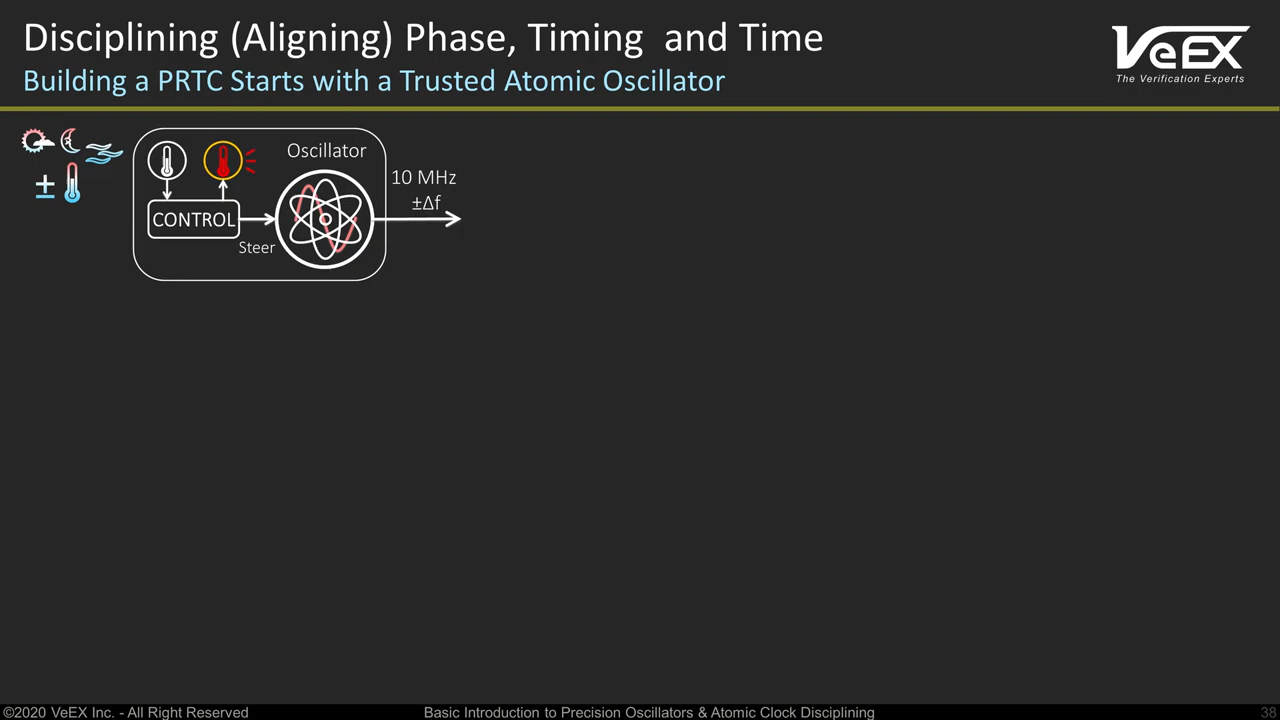 Disciplining (Aligning) Phase, Timing and Time
Building a PRTC Starts with a Trusted Atomic Oscillator
VeEX
The Verification Experts
Oscillator
10 MHz
±Δf
CONTROL
Steer
±
©2020 VeEX Inc. - All Right Reserved
Basic Introduction to Precision Oscillators & Atomic Clock Disciplining
38